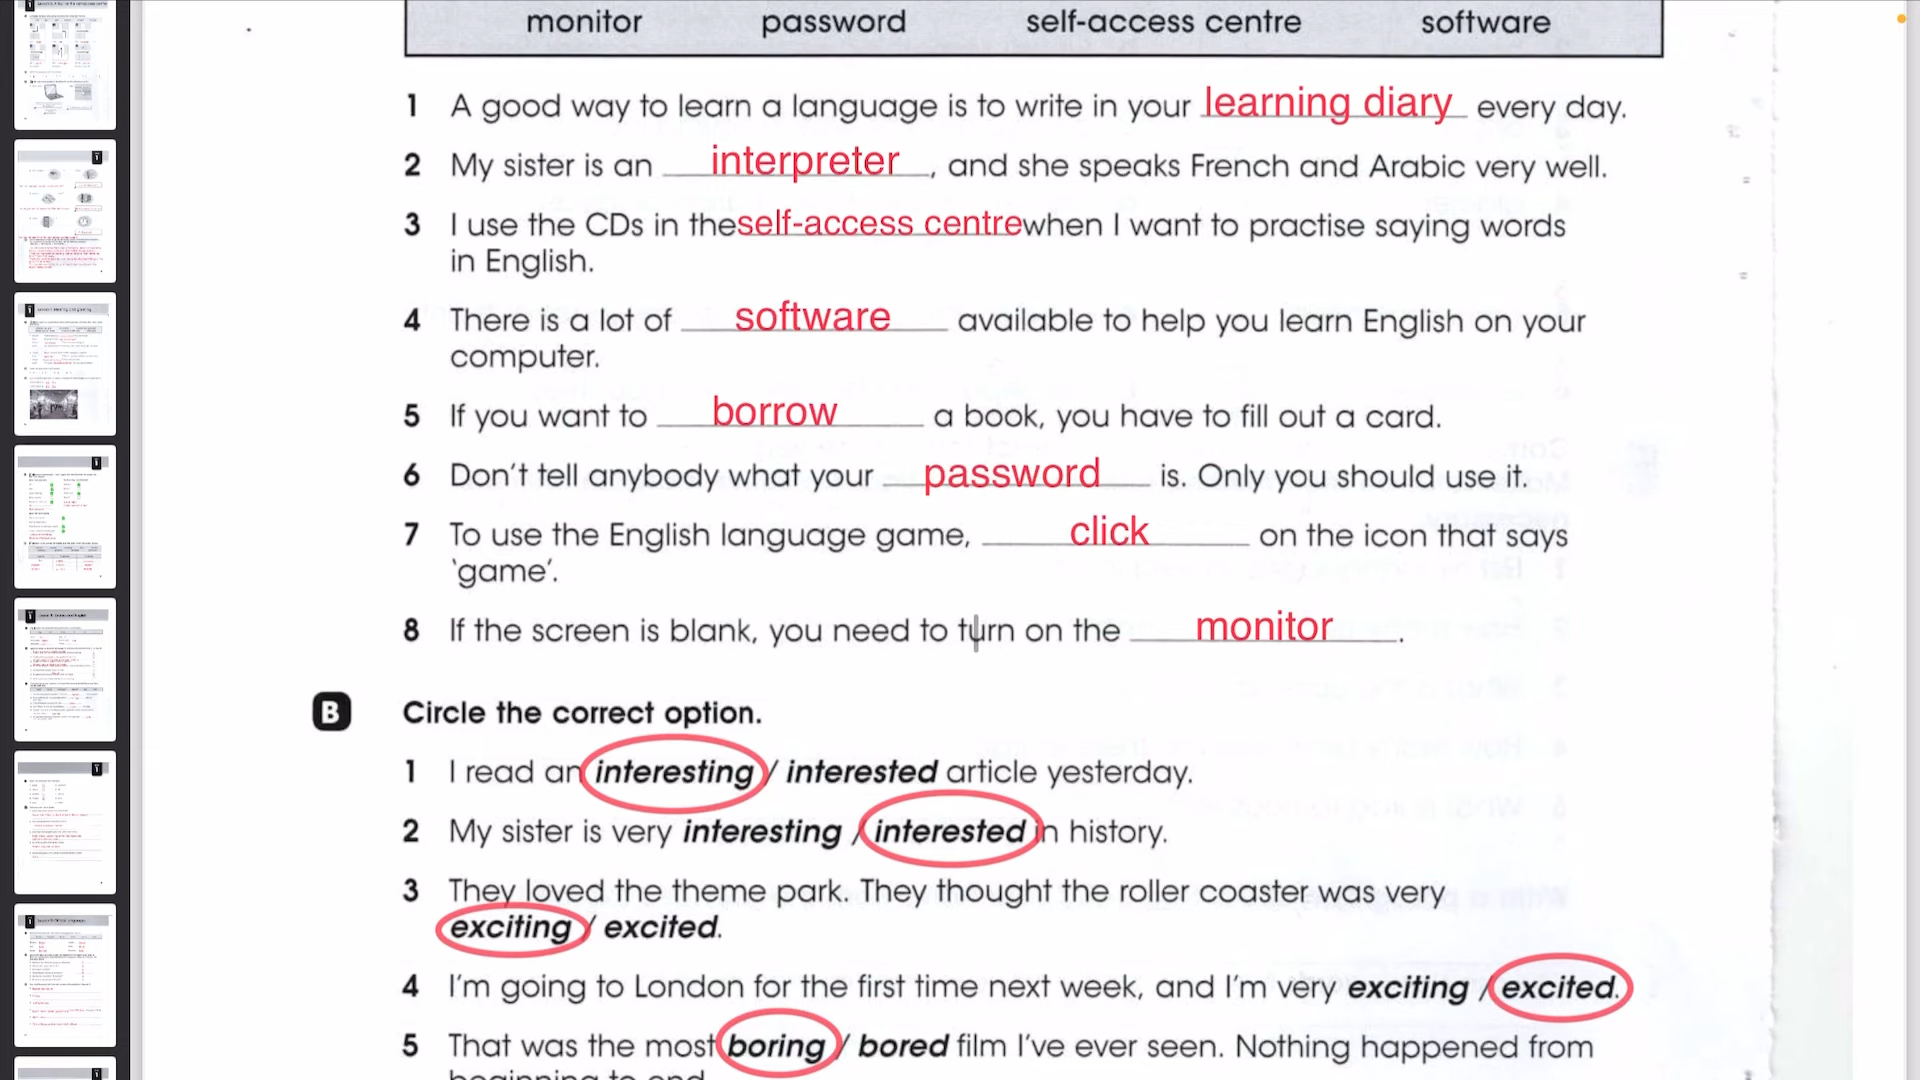 monitor password self-access centre software
1 A good way to learn a language is to write in your learning diary every day.
2 My sister is an interpreter, and she speaks French and Arabic very well.
3 I use the CDs in the self-access centre when I want to practise saying words
in English.
4 There is a lot of software available to help you learn English on your
computer.
5 If you want to borrow a book, you have to fill out a card.
6 Don't tell anybody what your password is. Only you should use it.
7 To use the English language game, click on the icon that says
'game'.
8 If the screen is blank, you need to turn on the monitor.
B Circle the correct option.
1 I read an interesting / interested article yesterday.
2 My sister is very interesting / interested in history.
3 They loved the theme park. They thought the roller coaster was very
exciting / excited.
4 I'm going to London for the first time next week, and I'm very exciting / excited.
5 That was the most boring / bored film I've ever seen. Nothing happened from
beginning to end.